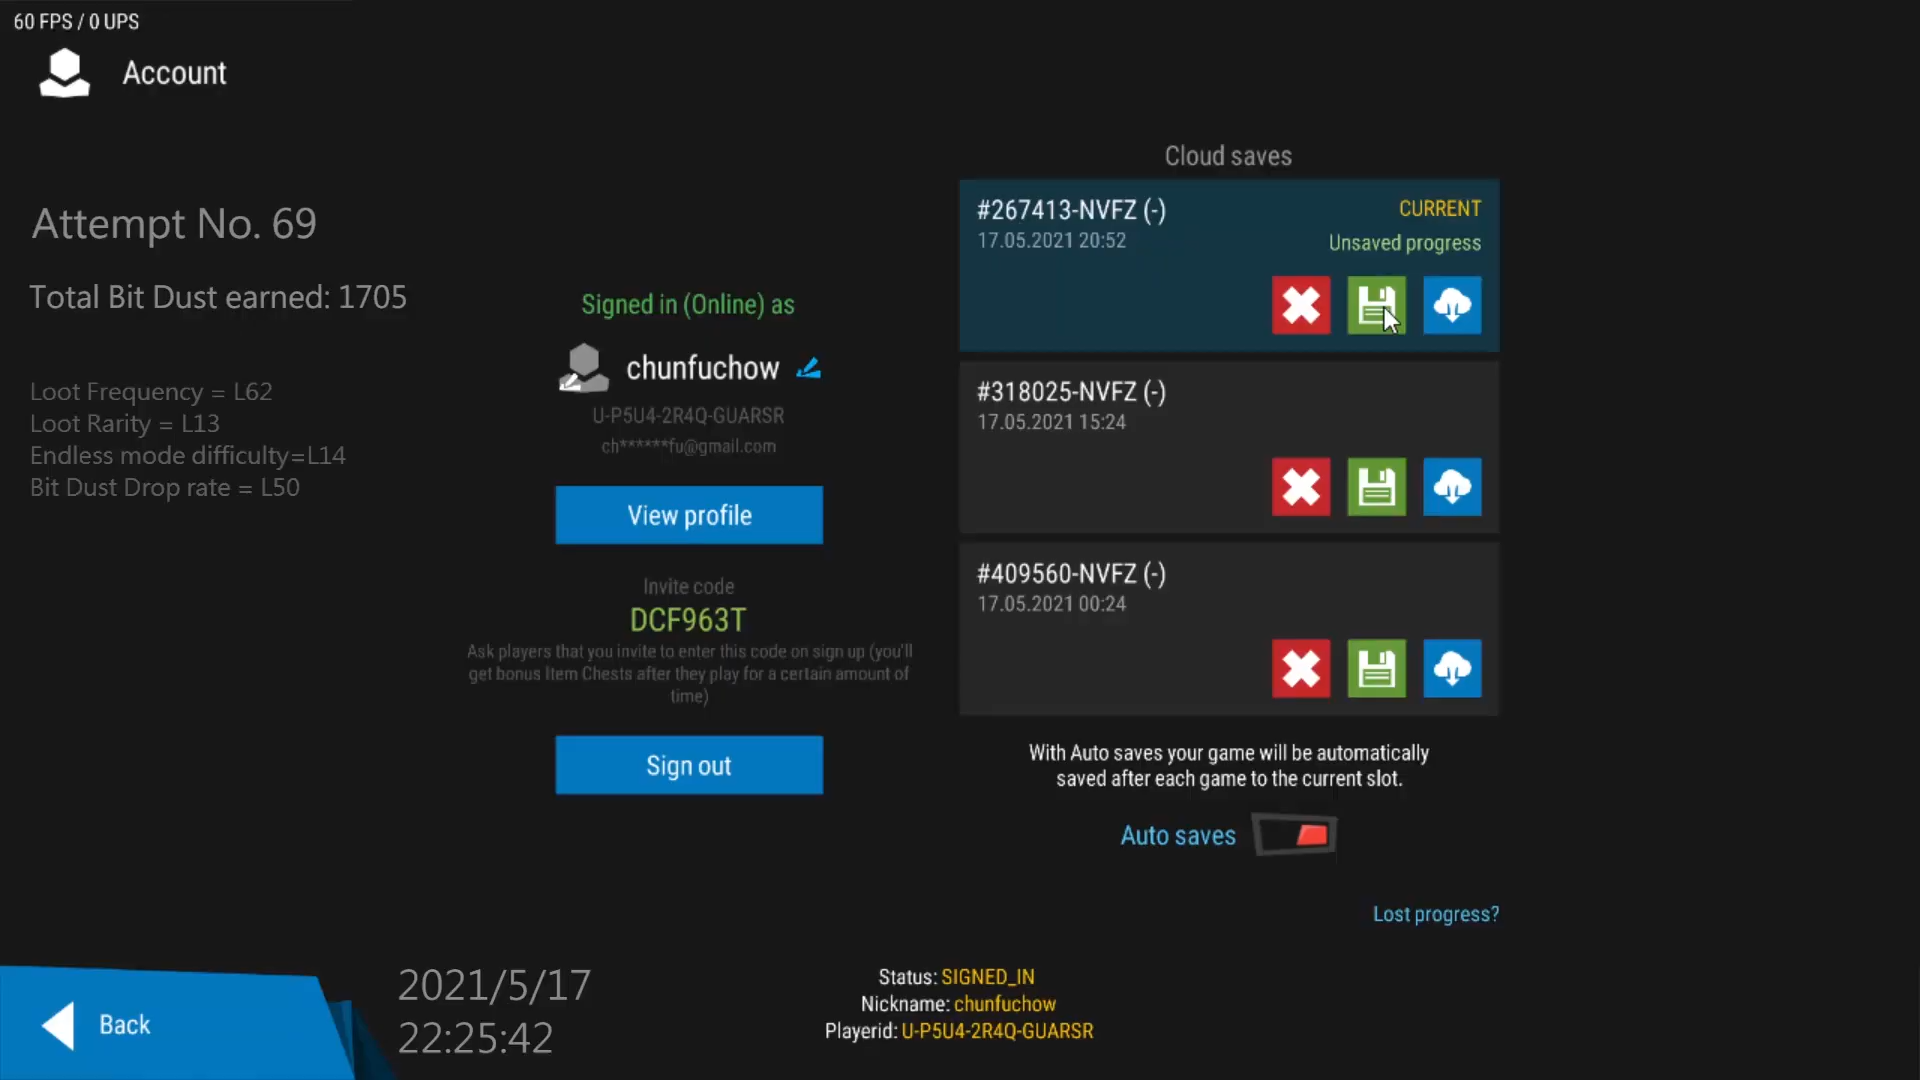 60 FPS / 0 UPS
Account
Attempt No. 69
Total Bit Dust earned: 1705
Loot Frequency = L62
Loot Rarity = L13
Endless mode difficulty=L14
Bit Dust Drop rate = L50
Signed in (Online) as
chunfuchow
U-P5U4-2R4Q-GUARSR
ch******fu@gmail.com
View profile
Invite code
DCF963T
Ask players that you invite to enter this code on sign up (you'll
get bonus Item Chests after they play for a certain amount of
time)
Sign out
Cloud saves
#267413-NVFZ (-)
CURRENT
17.05.2021 20:52
Unsaved progress
#318025-NVFZ (-)
17.05.2021 15:24
#409560-NVFZ (-)
17.05.2021 00:24
With Auto saves your game will be automatically
saved after each game to the current slot.
Auto saves
Lost progress?
Back
2021/5/17
22:25:42
Status: SIGNED_IN
Nickname: chunfuchow
Playerid: U-P5U4-2R4Q-GUARSR